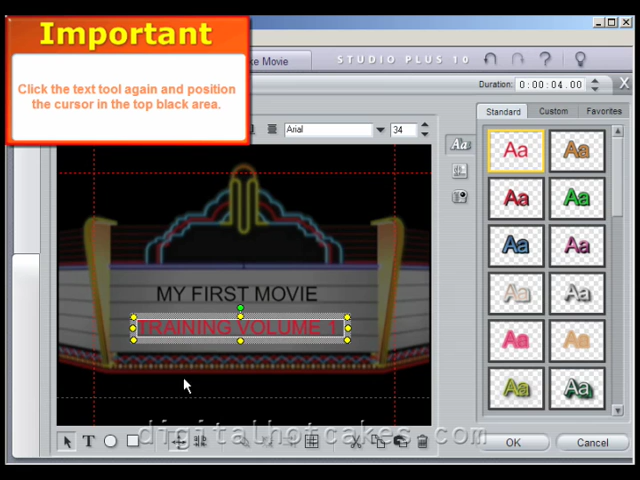 Important
Click the text tool again and position
the cursor in the top black area.
ke Movie
STUDIO PLUS 10
Duration: 0:00:04.00
X
Standard Custom Favorites
Arial 34
Aa
Aa Aa
Aa Aa
Aa Aa
Aa Aa
Aa Aa
Aa Aa
MY FIRST MOVIE
TRAINING VOLUME 1
T
digitalhotcakes.com
OK Cancel